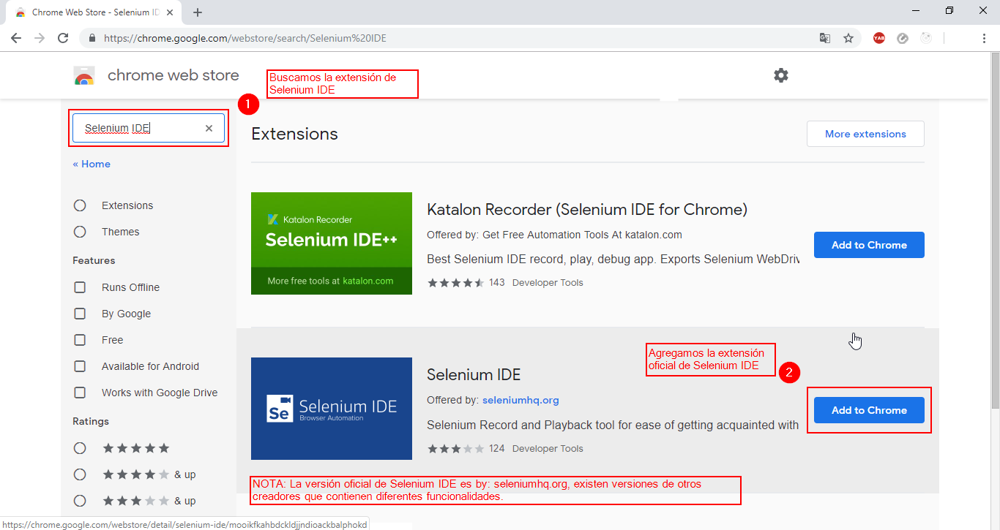 Chrome Web Store - Selenium ID
https://chrome.google.com/webstore/search/Selenium%20IDE
YAB
chrome web store
Buscamos la extensión de
Selenium IDE
1
Selenium IDE
« Home
Extensions
Themes
Features
Runs Offline
By Google
Free
Available for Android
Works with Google Drive
Ratings
& up
& up
Extensions
More extensions
Katalon Recorder
Selenium IDE++
More free tools at katalon.com
Katalon Recorder (Selenium IDE for Chrome)
Offered by: Get Free Automation Tools At katalon.com
Best Selenium IDE record, play, debug app. Exports Selenium WebDriv
143 Developer Tools
Add to Chrome
Agregamos la extensión
oficial de Selenium IDE
2
Se Selenium IDE
Browser Automation
Selenium IDE
Offered by: seleniumhq.org
Selenium Record and Playback tool for ease of getting acquainted with
124 Developer Tools
Add to Chrome
NOTA: La versión oficial de Selenium IDE es by: seleniumhq.org, existen versiones de otros
creadores que contienen diferentes funcionalidades.
https://chrome.google.com/webstore/detail/selenium-ide/mooikfkahbdckldjjndioackbalphokd